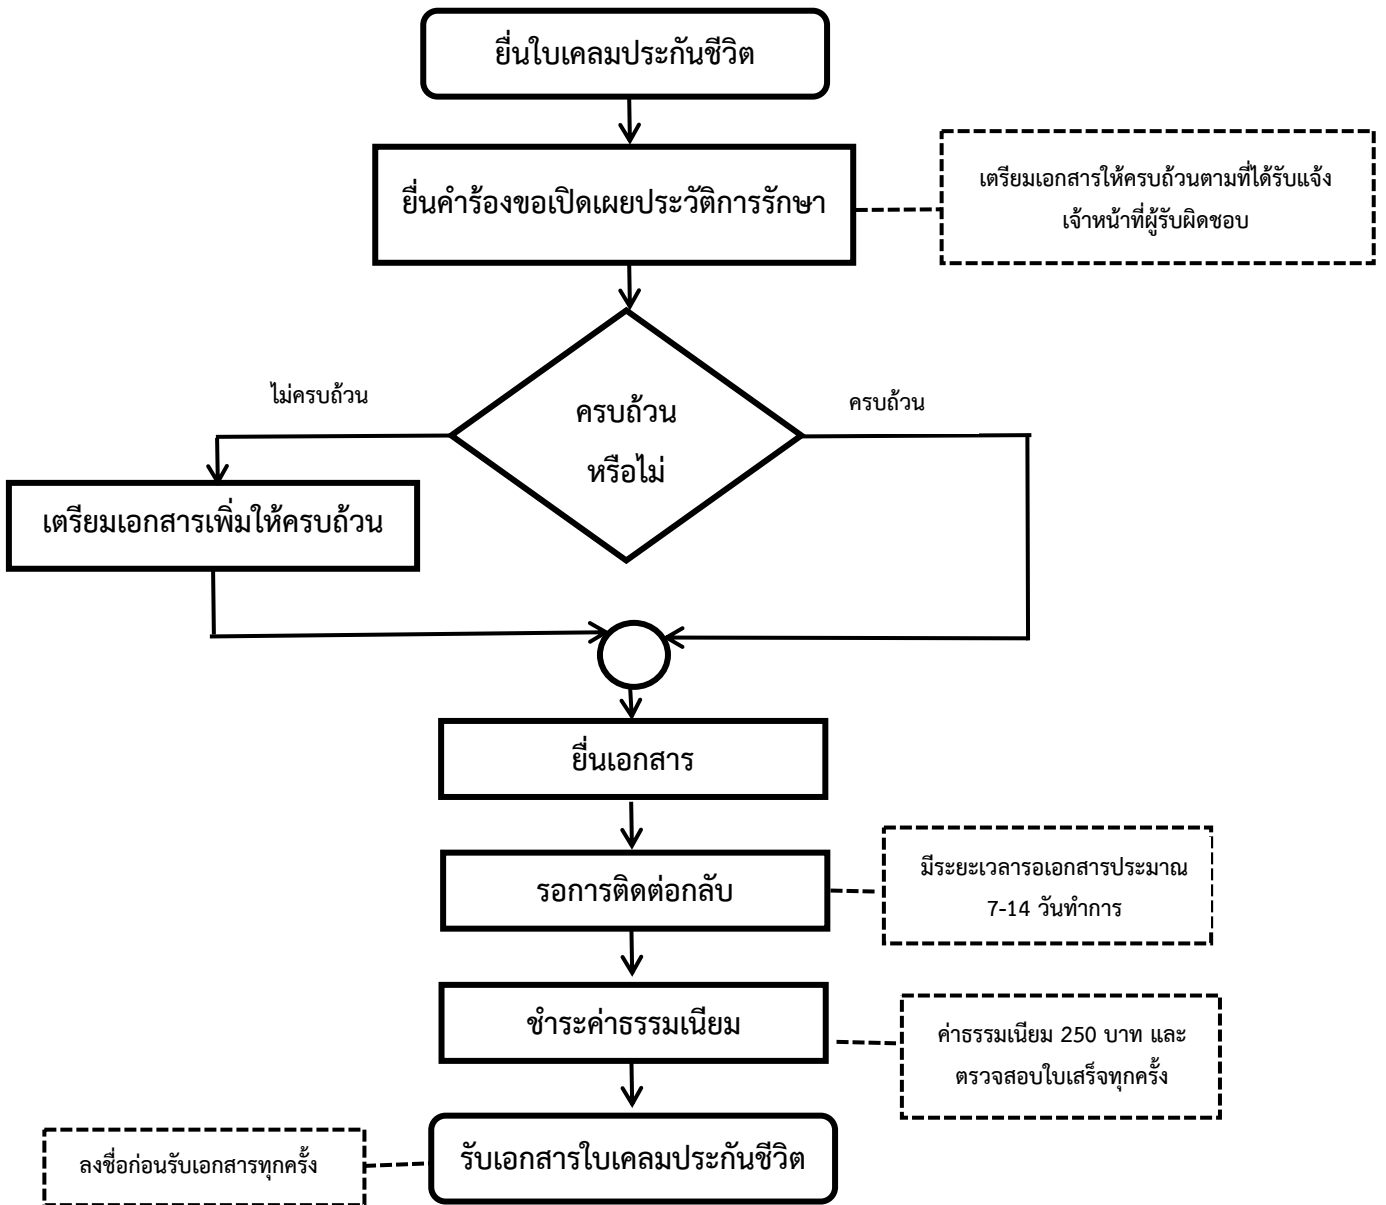 ยื่นใบเคลมประกันชีวิต
ยื่นคำร้องขอเปิดเผยประวัติการรักษา
เตรียมเอกสารให้ครบถ้วนตามที่ได้รับแจ้ง
เจ้าหน้าที่ผู้รับผิดชอบ
ไม่ครบถ้วน
ครบถ้วน
หรือไม่
ครบถ้วน
เตรียมเอกสารเพิ่มให้ครบถ้วน
ยื่นเอกสาร
รอการติดต่อกลับ
มีระยะเวลารอเอกสารประมาณ
7-14 วันทำการ
ชำระค่าธรรมเนียม
ค่าธรรมเนียม 250 บาท และ
ตรวจสอบใบเสร็จทุกครั้ง
ลงชื่อก่อนรับเอกสารทุกครั้ง
รับเอกสารใบเคลมประกันชีวิต